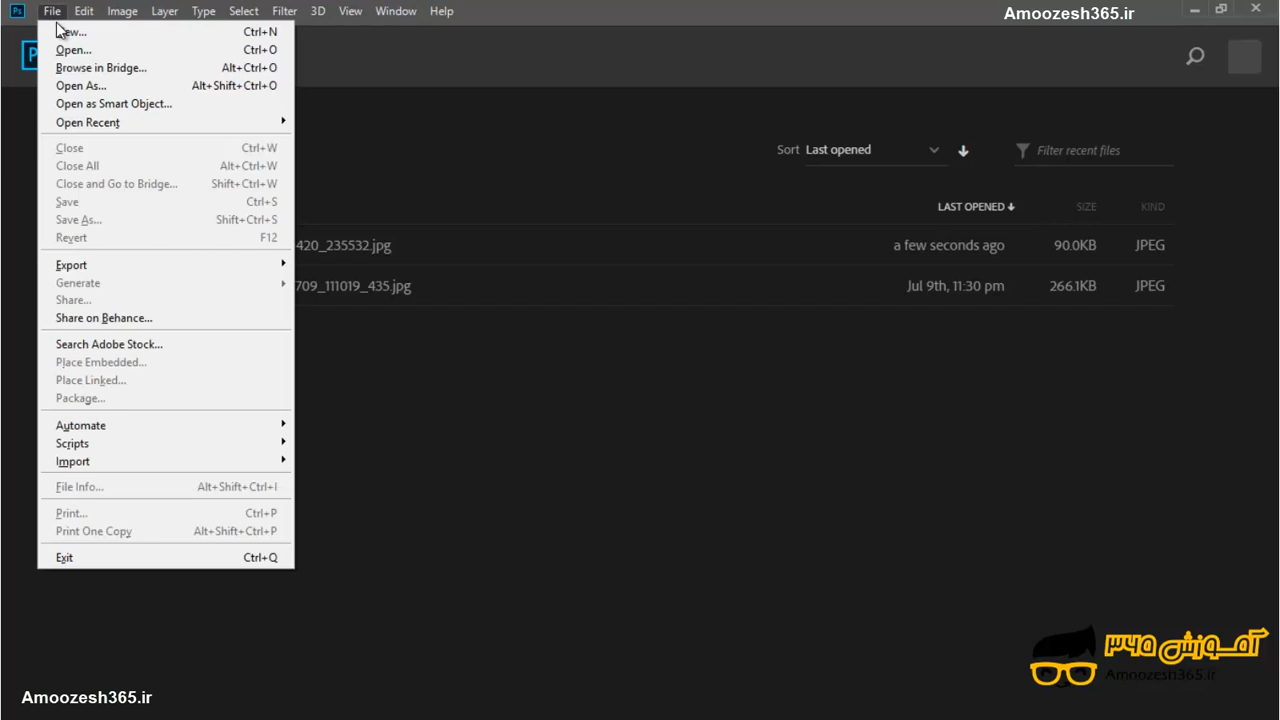 Ps File Edit Image Layer Type Select Filter 3D View Window Help
Amoozesh365.ir
New... Ctrl+N
Open... Ctrl+O
Browse in Bridge... Alt+Ctrl+O
Open As... Alt+Shift+Ctrl+O
Open as Smart Object...
Open Recent
Close Ctrl+W
Close All Alt+Ctrl+W
Close and Go to Bridge... Shift+Ctrl+W
Save Ctrl+S
Save As... Shift+Ctrl+S
Revert F12
Export
Generate
Share...
Share on Behance...
Search Adobe Stock...
Place Embedded...
Place Linked...
Package...
Automate
Scripts
Import
File Info... Alt+Shift+Ctrl+I
Print... Ctrl+P
Print One Copy Alt+Shift+Ctrl+P
Exit Ctrl+Q
Sort Last opened Filter recent files
LAST OPENED SIZE KIND
420_235532.jpg a few seconds ago 90.0KB JPEG
709_111019_435.jpg Jul 9th, 11:30 pm 266.1KB JPEG
آموزش ۳۶۵
Amoozesh365.ir
Amoozesh365.ir